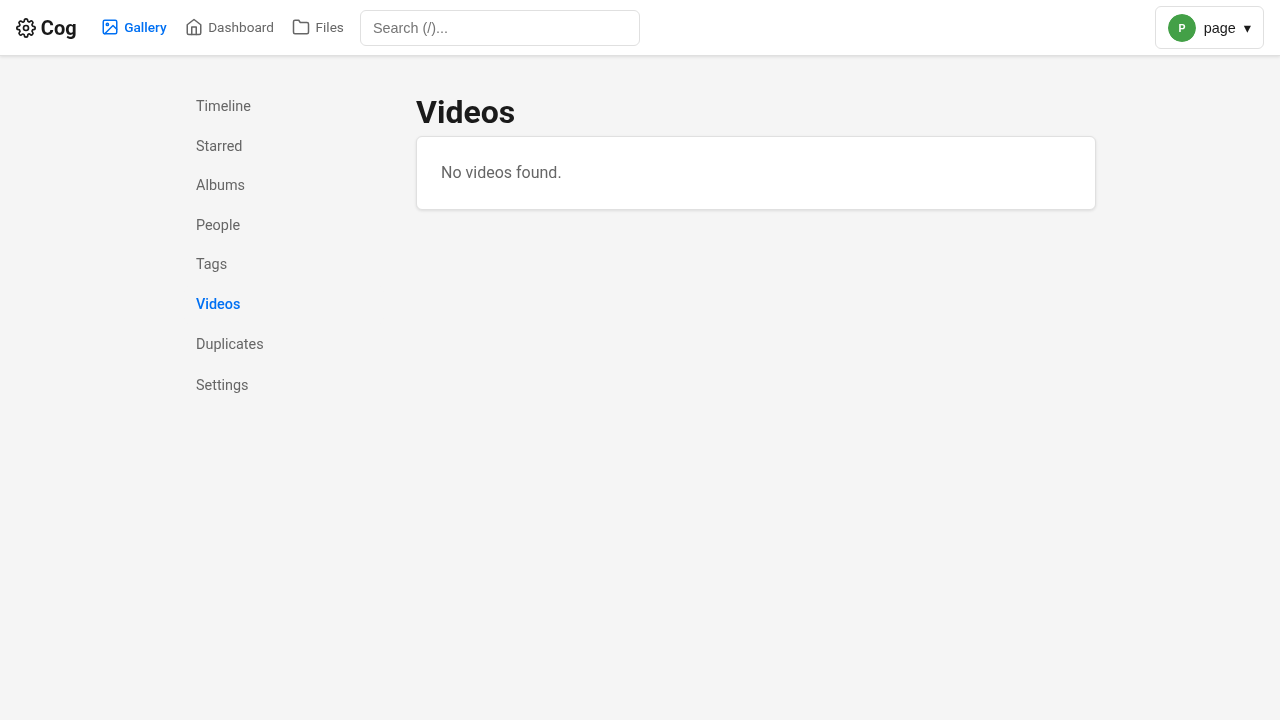 Cog
Gallery
Dashboard
Files
Search (/)...
P
page ▾
Timeline
Starred
Albums
People
Tags
Videos
Duplicates
Settings
Videos
No videos found.